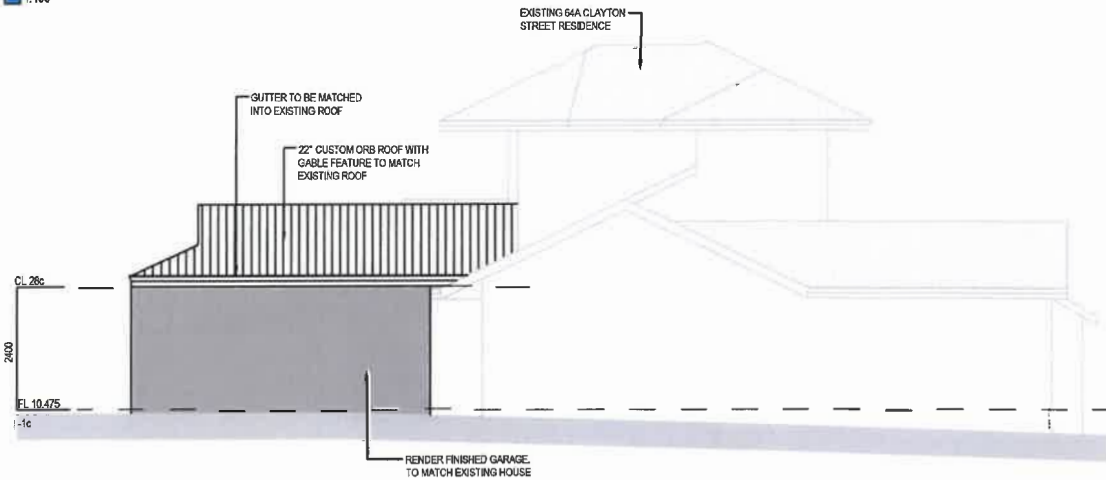 EXISTING 64A CLAYTON
STREET RESIDENCE
GUTTER TO BE MATCHED
INTO EXISTING ROOF
22° CUSTOM ORB ROOF WITH
GABLE FEATURE TO MATCH
EXISTING ROOF
CL 28c
2400
FL 10.475
-1c
RENDER FINISHED GARAGE.
TO MATCH EXISTING HOUSE